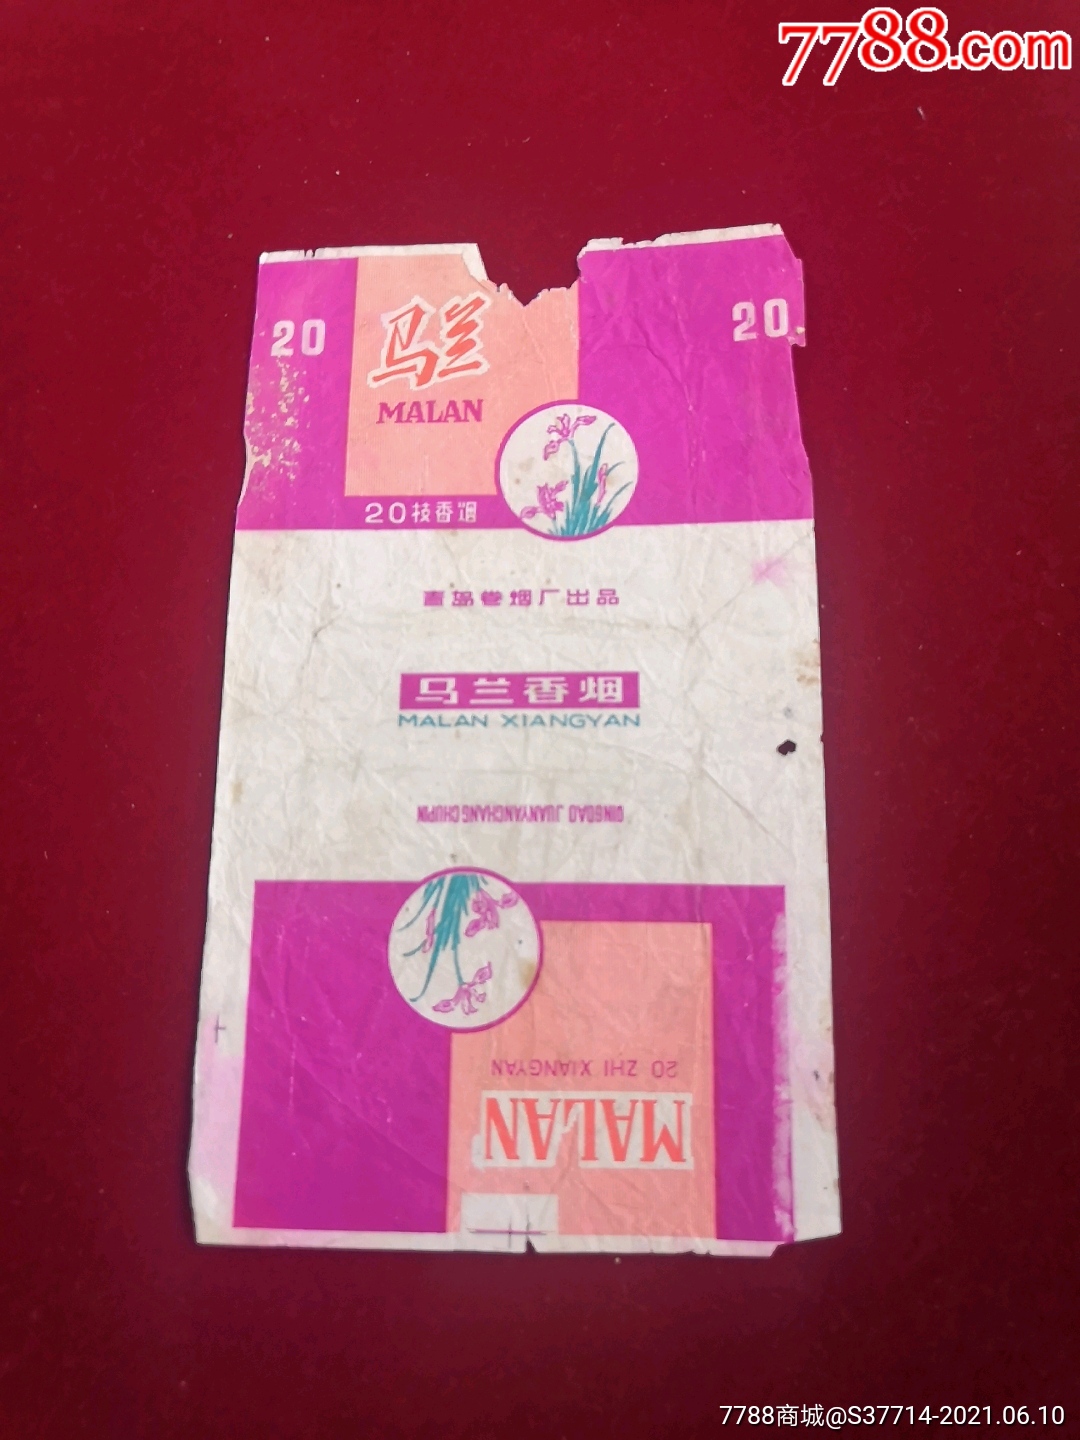 7788.com
20
20
马兰
MALAN
20枝香烟
青岛卷烟厂出品
马兰香烟
MALAN XIANGYAN
QINGDAO JUANYANCHANG CHUPIN
20 ZHI XIANGYAN
MALAN
7788商城@S37714-2021.06.10